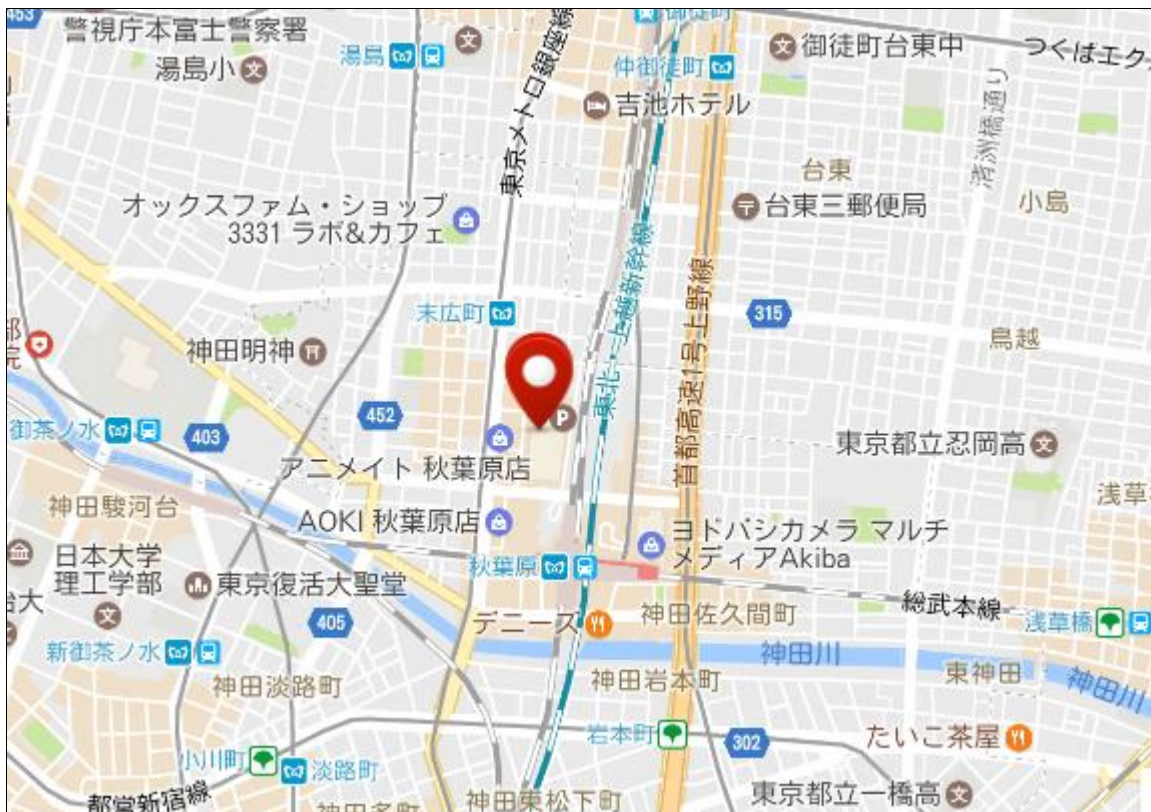 453
警視庁本富士警察署
湯島小
湯島
御徒町
仲御徒町
御徒町台東中
つくばエクス
吉池ホテル
東京メトロ銀座線
清洲橋通り
台東
小島
オックスファム・ショップ
3331 ラボ&カフェ
台東三郵便局
東北・上越新幹線
首都高速1号上野線
末広町
315
鳥越
神田明神
部
院
452
403
御茶ノ水
アニメイト 秋葉原店
東京都立忍岡高
神田駿河台
AOKI 秋葉原店
ヨドバシカメラ マルチ
メディアAkiba
浅草
日本大学
理工学部
東京復活大聖堂
秋葉原
総武本線
治大
405
デニーズ
神田佐久間町
浅草橋
新御茶ノ水
神田川
東神田
神田川
神田淡路町
神田岩本町
小川町
淡路町
岩本町
302
たいこ茶屋
都営新宿線
神田多町
神田東松下町
東京都立一橋高
P